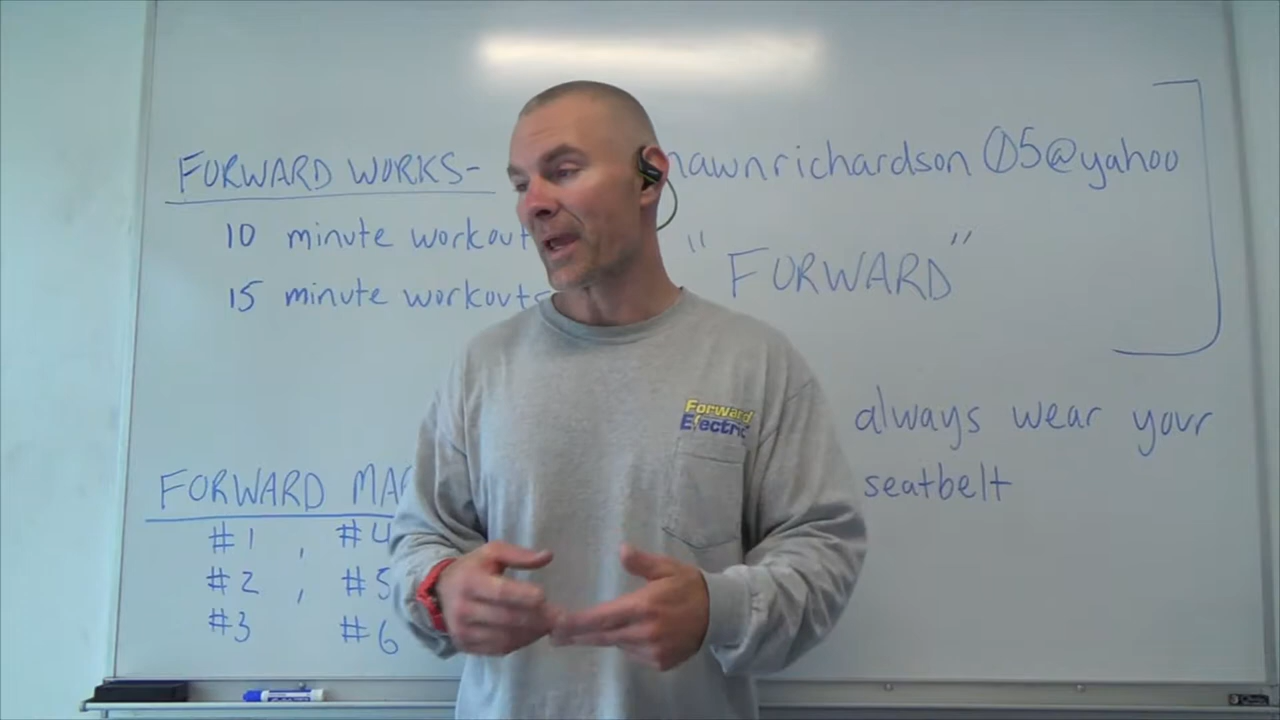 FORWARD WORKS-
10 minute workout
15 minute workouts
nawnrichardson 05@yahoo
"FORWARD"
always wear your
seatbelt
Forward
Electric
FORWARD MA
#1 , #4
#2 , #5
#3 #6